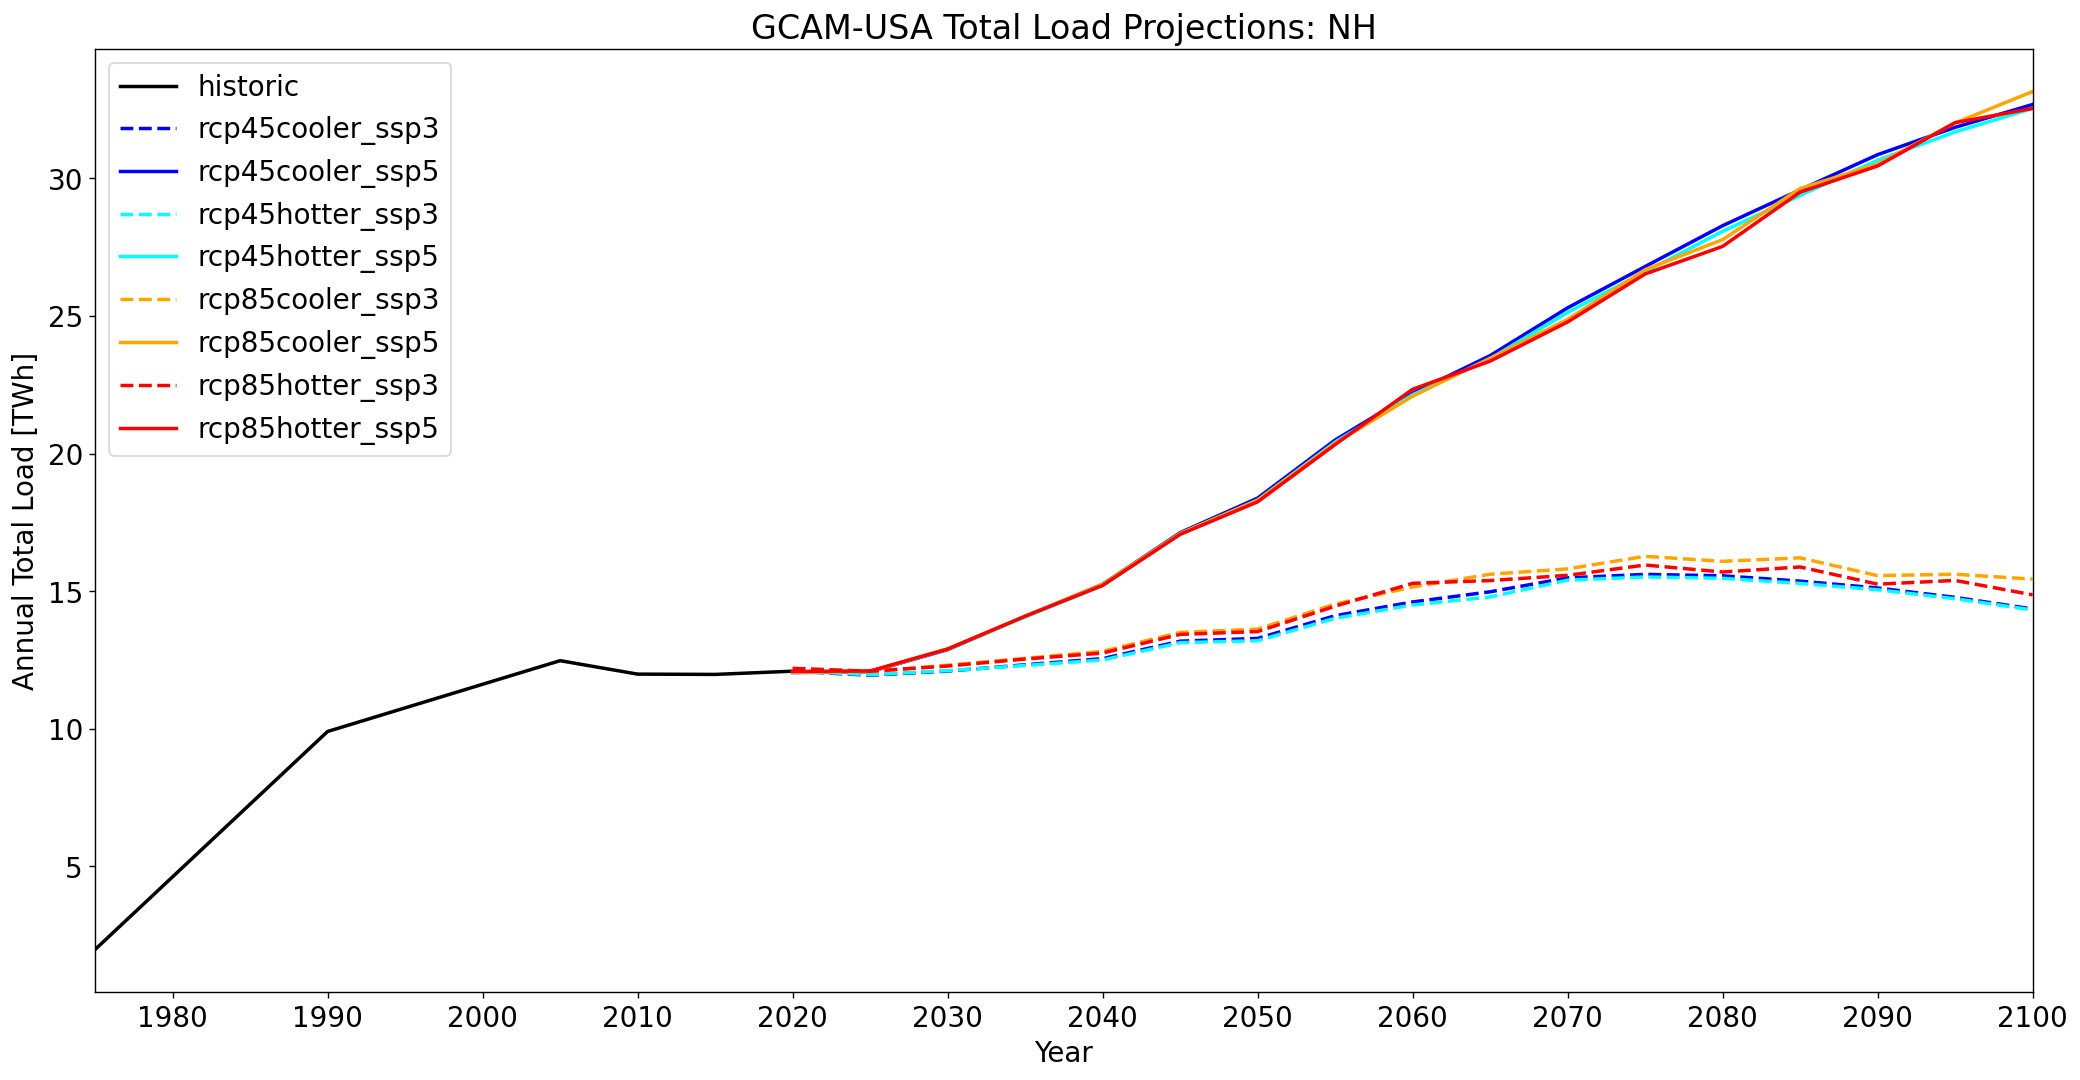 GCAM-USA Total Load Projections: NH
historic
rcp45cooler_ssp3
rcp45cooler_ssp5
rcp45hotter_ssp3
rcp45hotter_ssp5
rcp85cooler_ssp3
rcp85cooler_ssp5
rcp85hotter_ssp3
rcp85hotter_ssp5
Annual Total Load [TWh]
30
25
20
15
10
5
1980 1990 2000 2010 2020 2030 2040 2050 2060 2070 2080 2090 2100
Year